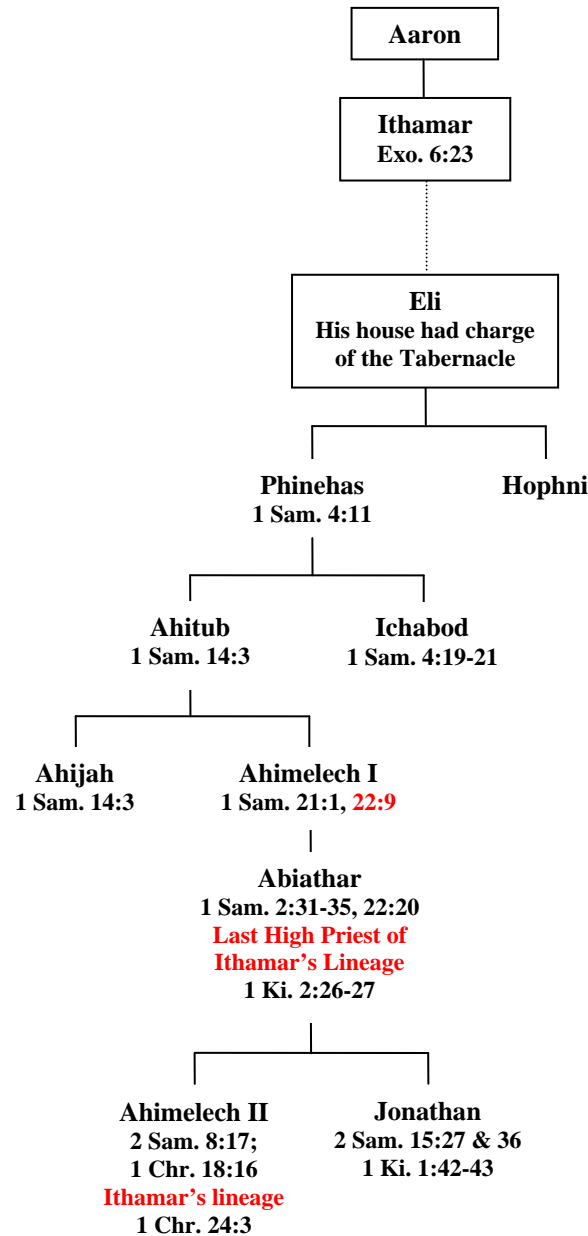 Aaron
Ithamar
Exo. 6:23
Eli
His house had charge
of the Tabernacle
Phinehas
1 Sam. 4:11
Hophni
Ahitub
1 Sam. 14:3
Ichabod
1 Sam. 4:19-21
Ahijah
1 Sam. 14:3
Ahimelech I
1 Sam. 21:1, 22:9
Abiathar
1 Sam. 2:31-35, 22:20
Last High Priest of
Ithamar’s Lineage
1 Ki. 2:26-27
Ahimelech II
2 Sam. 8:17;
1 Chr. 18:16
Ithamar’s lineage
1 Chr. 24:3
Jonathan
2 Sam. 15:27 & 36
1 Ki. 1:42-43